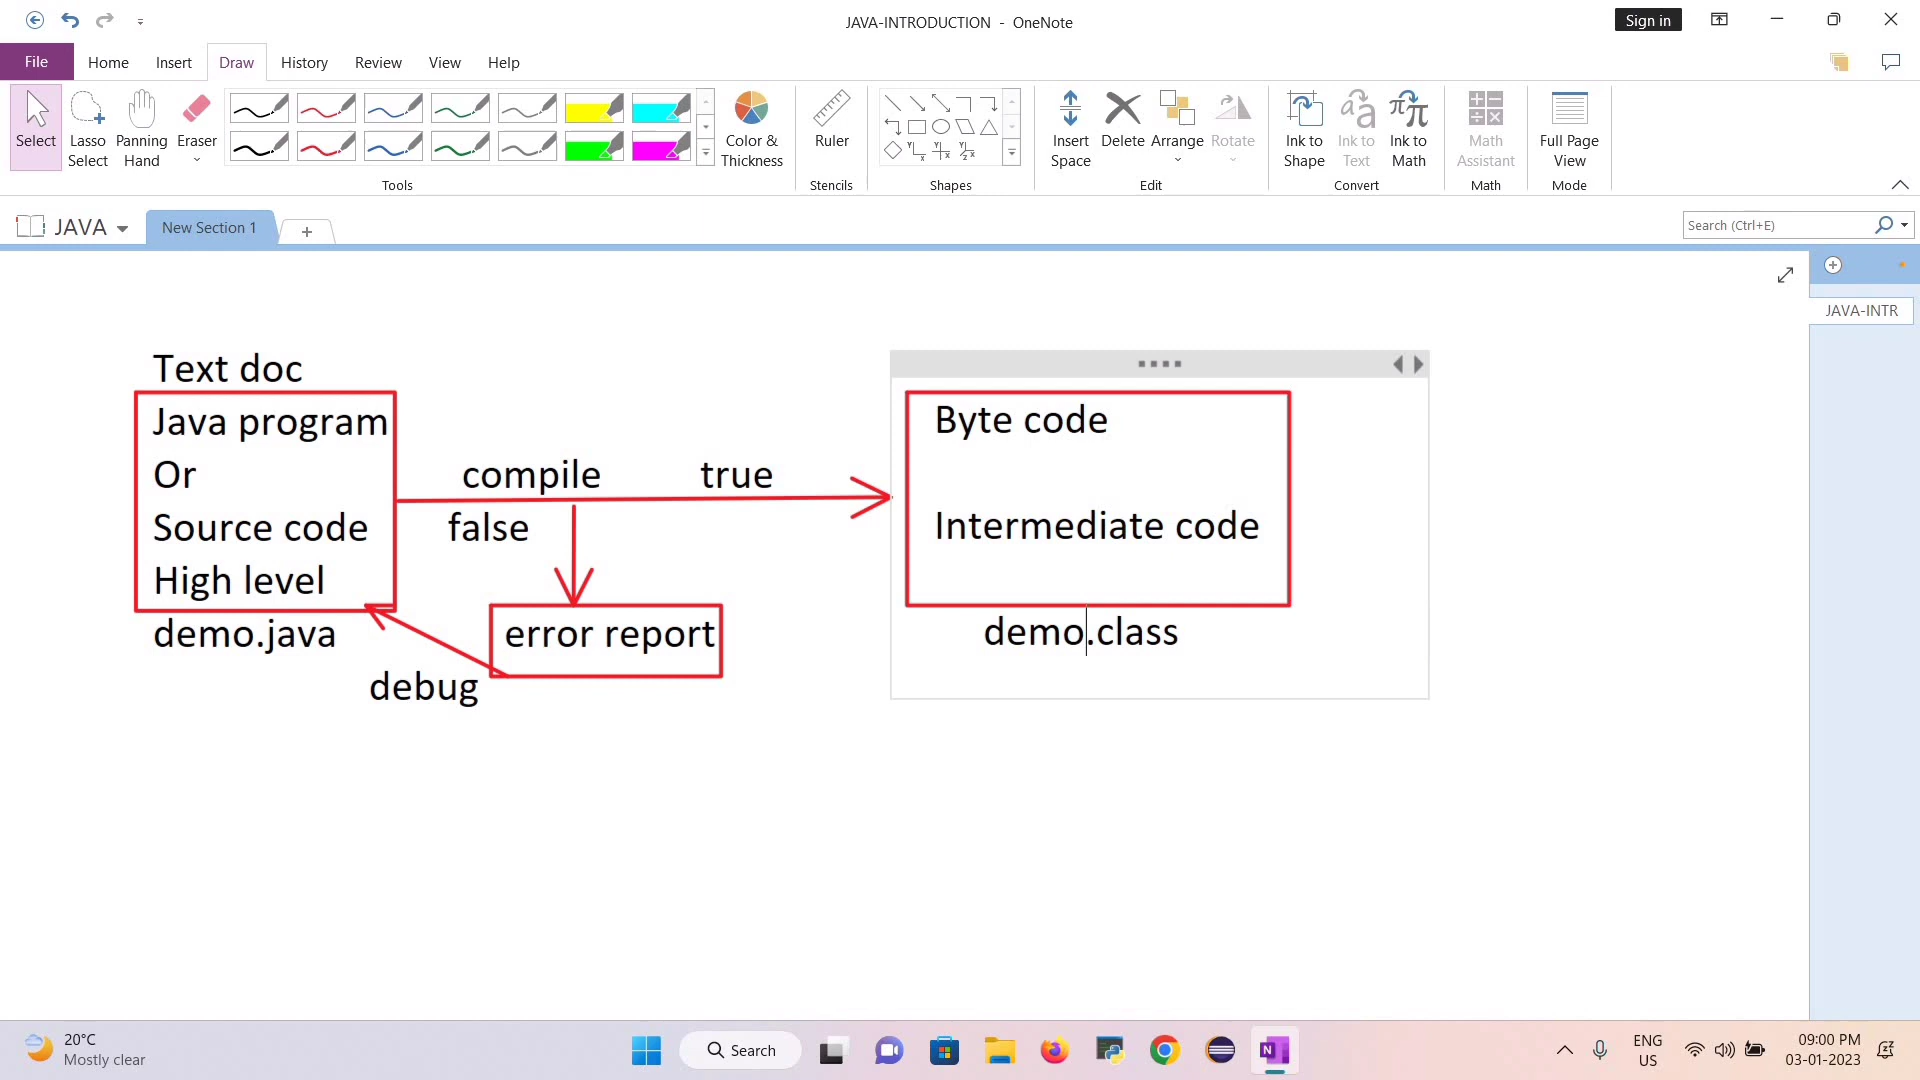 JAVA-INTRODUCTION - OneNote
Sign in
File Home Insert Draw History Review View Help
Select
Lasso Select
Panning Hand
Eraser
Color & Thickness
Ruler
Insert Space
Delete
Arrange
Rotate
Ink to Shape
Ink to Text
Ink to Math
Math Assistant
Full Page View
Tools Stencils Shapes Edit Convert Math Mode
JAVA
New Section 1
+
Search (Ctrl+E)
JAVA-INTR
Text doc
Java program
Or
Source code
High level
demo.java
compile true
false
error report
debug
Byte code
Intermediate code
demo.class
20°C
Mostly clear
Search
ENG
US
09:00 PM
03-01-2023